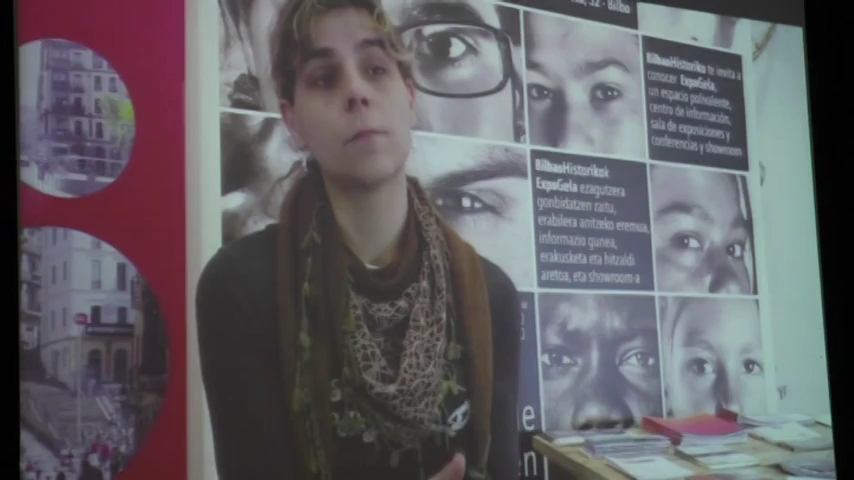 32 - Bilbo
BilbaoHistoriko te invita a
conocer ExpoGela,
un espacio polivalente,
centro de información,
sala de exposiciones y
conferencias y showroom
BilbaoHistorikok
ExpoGela ezagutzera
gonbidatzen zaitu,
erabilera anitzeko eremua,
informazio gunea,
erakusketa eta hitzaldi
aretoa, eta showroom-a